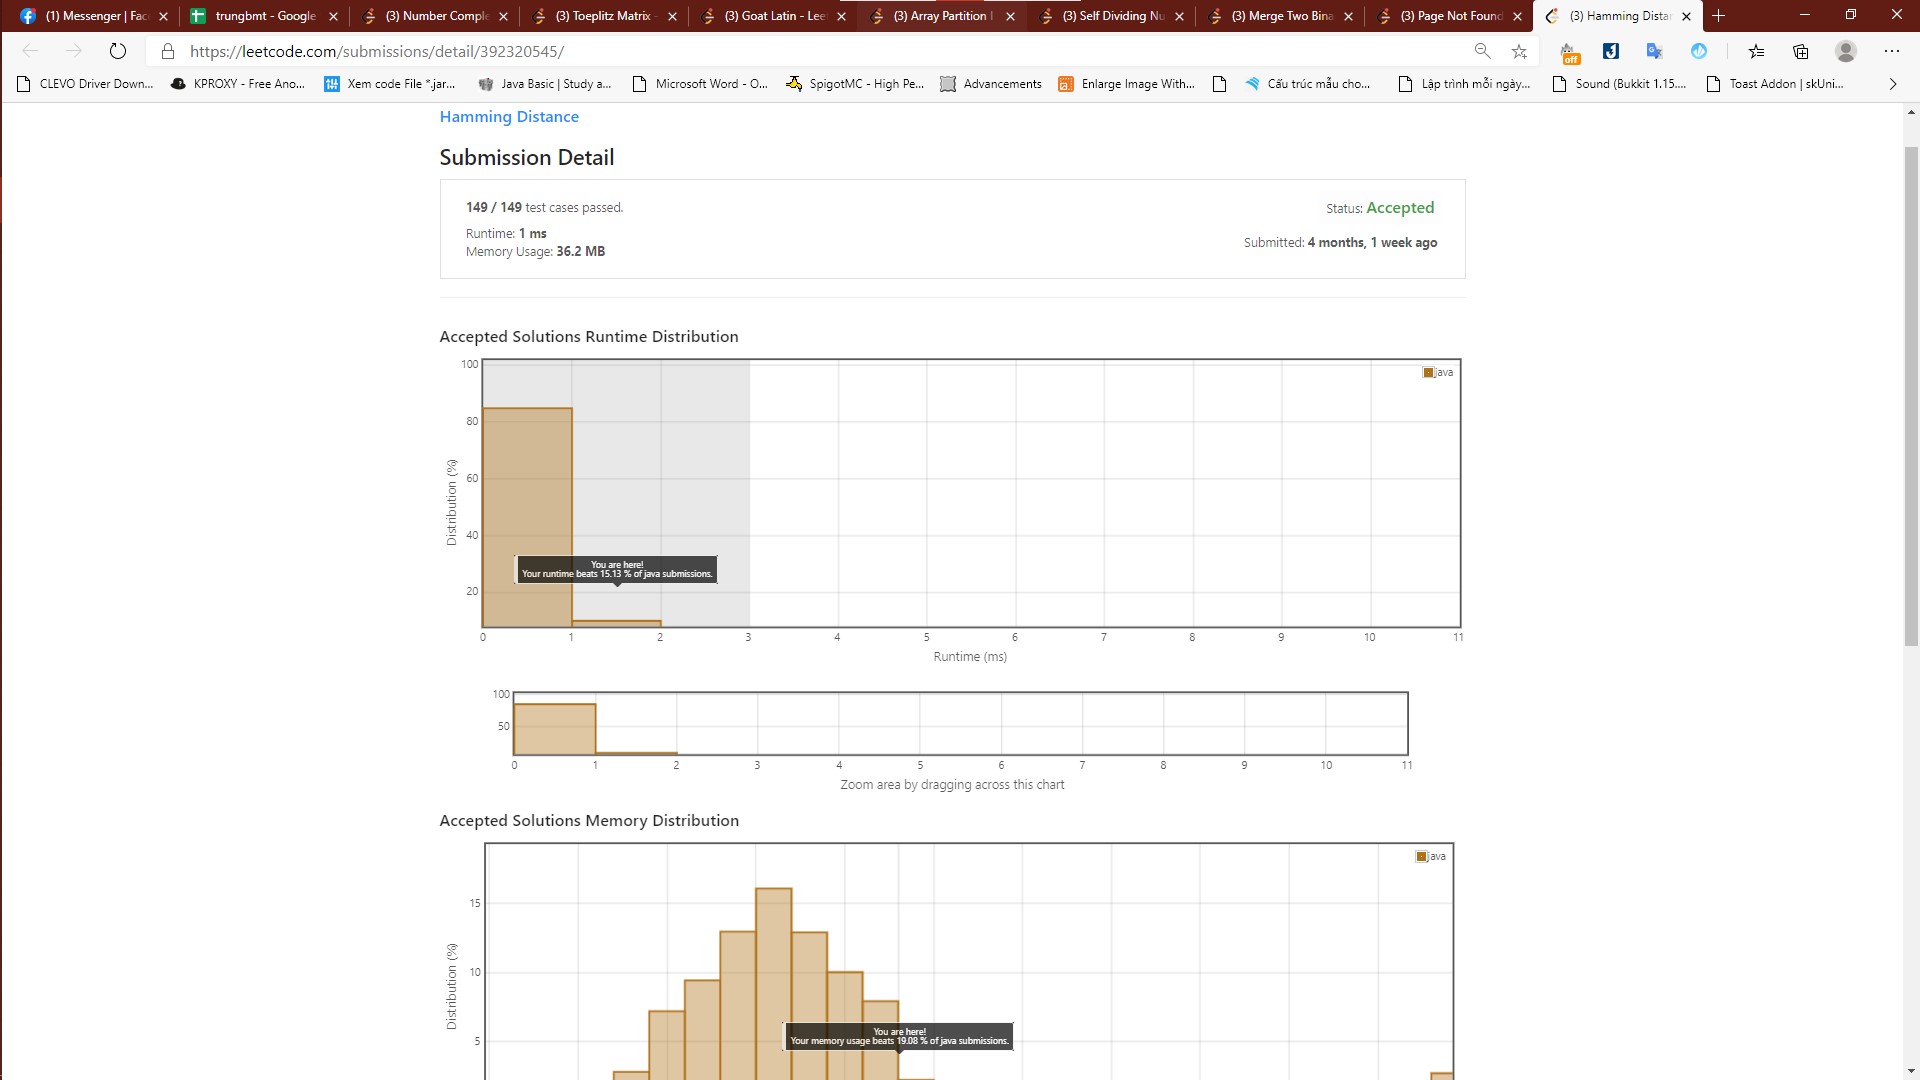 (1) Messenger | Fac
trungbmt - Google
(3) Number Comple
(3) Toeplitz Matrix -
(3) Goat Latin - Lee
(3) Array Partition I
(3) Self Dividing Nu
(3) Merge Two Bina
(3) Page Not Found
(3) Hamming Distan
https://leetcode.com/submissions/detail/392320545/
off
CLEVO Driver Down...
KPROXY - Free Ano...
Xem code File *.jar...
Java Basic | Study a...
Microsoft Word - O...
SpigotMC - High Pe...
Advancements
Enlarge Image With...
Cấu trúc mẫu cho...
Lập trình mỗi ngày...
Sound (Bukkit 1.15....
Toast Addon | skUni...
Hamming Distance
Submission Detail
149 / 149 test cases passed.
Status: Accepted
Runtime: 1 ms
Submitted: 4 months, 1 week ago
Memory Usage: 36.2 MB
Accepted Solutions Runtime Distribution
100
java
80
60
40
20
Distribution (%)
You are here!
Your runtime beats 15.13 % of java submissions.
0 1 2 3 4 5 6 7 8 9 10 11
Runtime (ms)
100
50
0 1 2 3 4 5 6 7 8 9 10 11
Zoom area by dragging across this chart
Accepted Solutions Memory Distribution
java
15
10
5
Distribution (%)
You are here!
Your memory usage beats 19.08 % of java submissions.